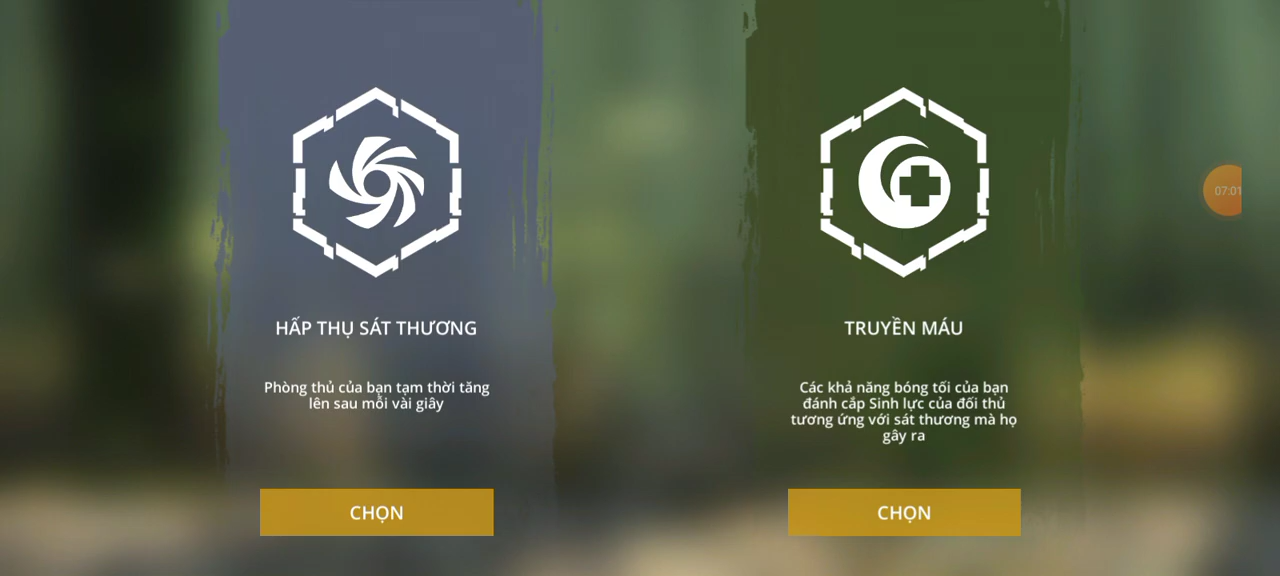 HẤP THỤ SÁT THƯƠNG
Phòng thủ của bạn tạm thời tăng
lên sau mỗi vài giây
CHỌN
TRUYỀN MÁU
Các khả năng bóng tối của bạn
đánh cắp Sinh lực của đối thủ
tương ứng với sát thương mà họ
gây ra
CHỌN
07:01